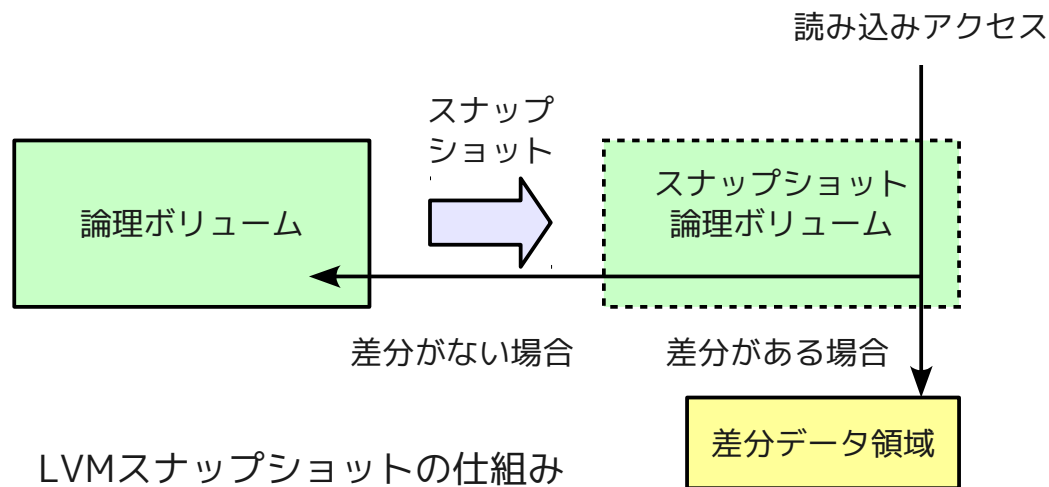 読み込みアクセス
スナップ
ショット
論理ボリューム
スナップショット
論理ボリューム
差分がない場合
差分がある場合
差分データ領域
LVMスナップショットの仕組み